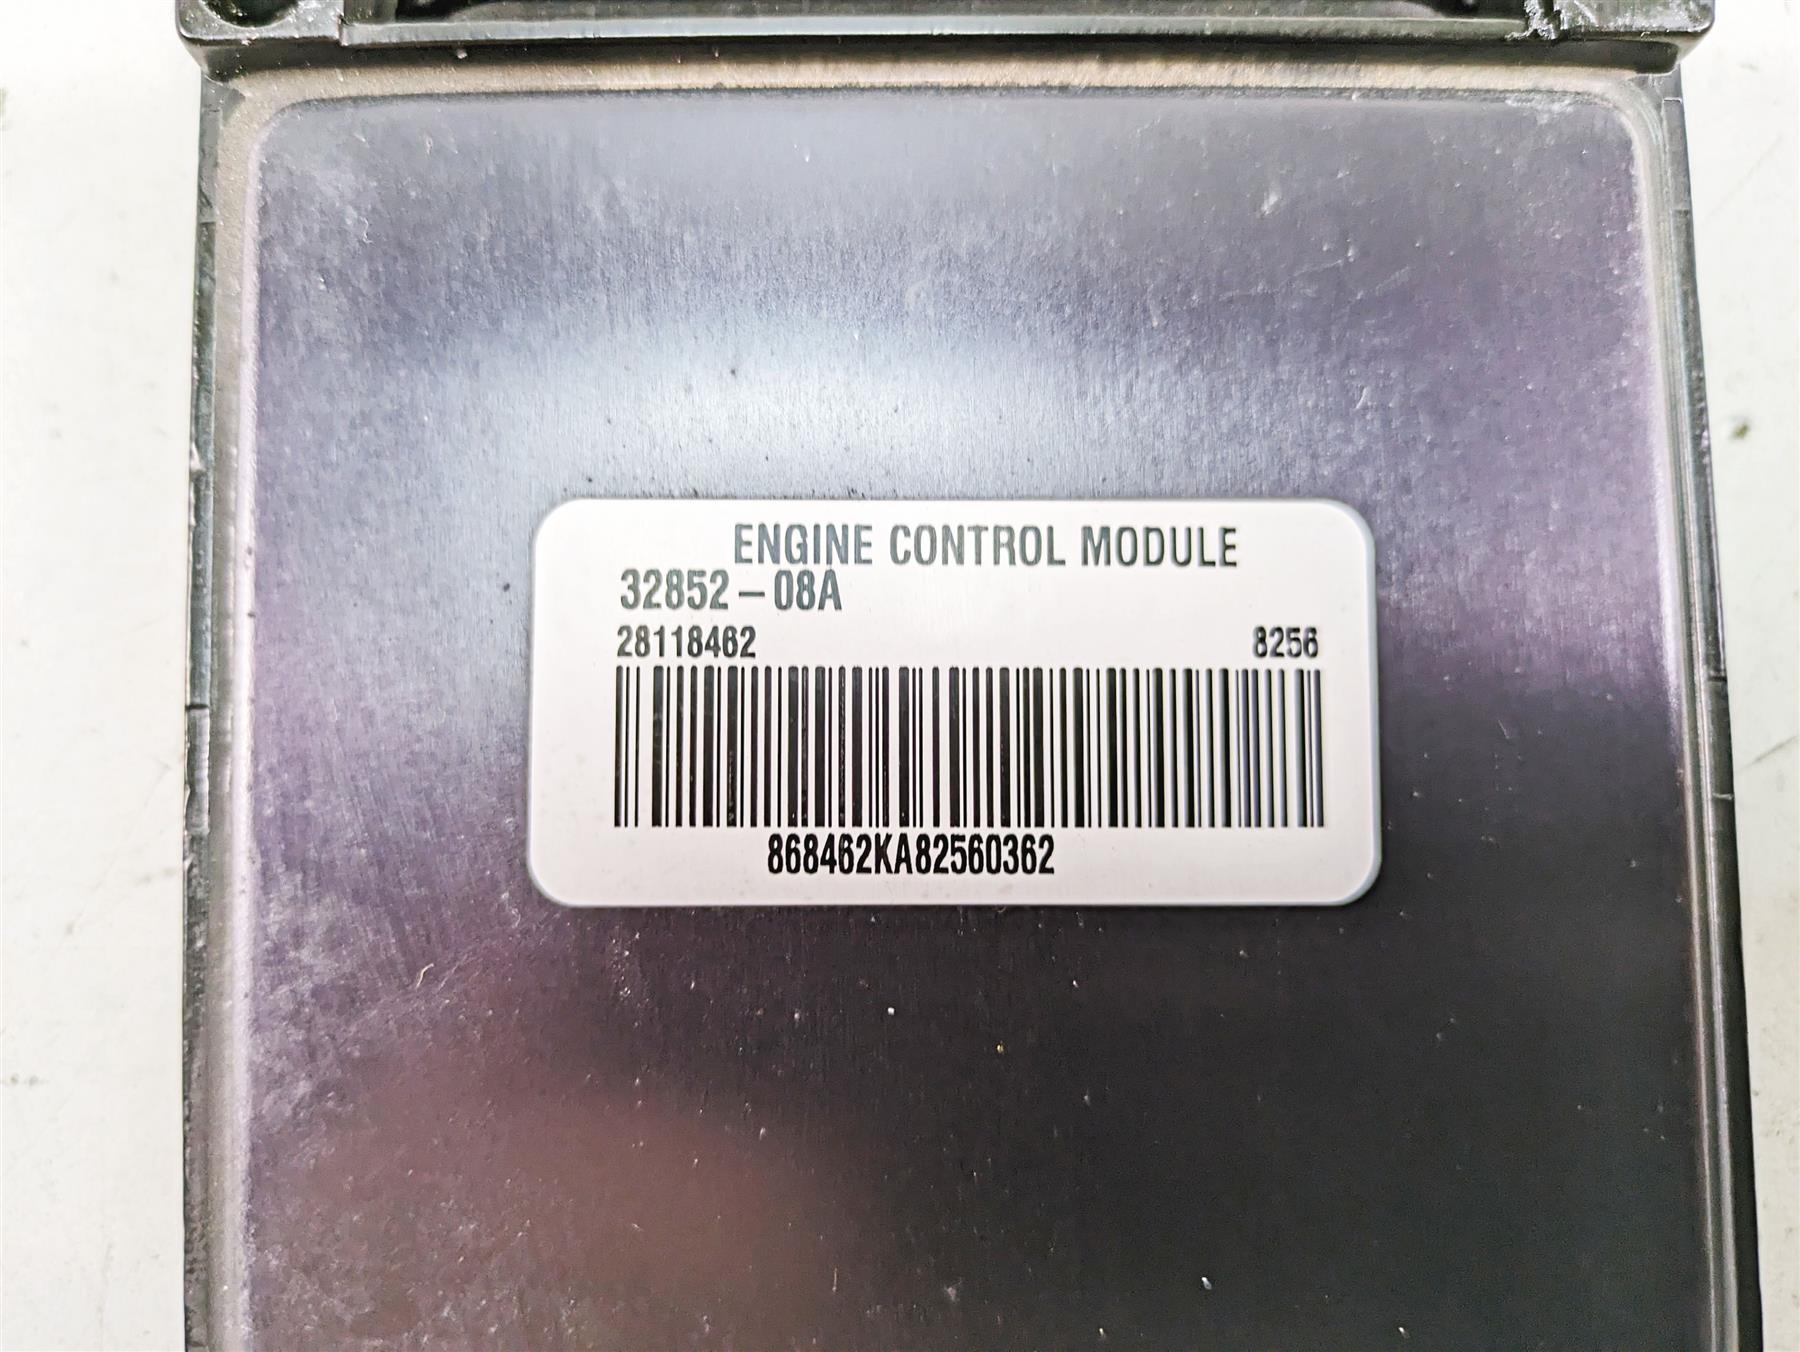 ENGINE CONTROL MODULE
32852-08A
28118462 8256
868462KA82560362